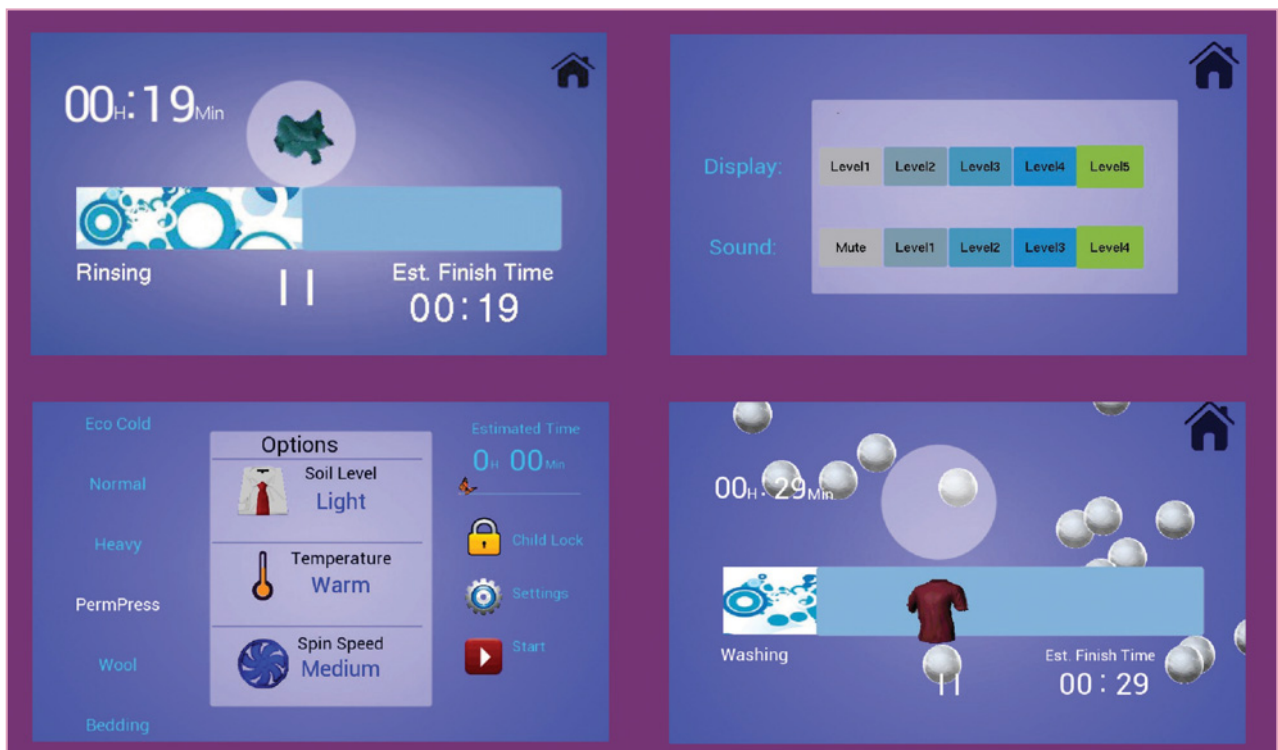 00H:19Min
Rinsing
Est. Finish Time
00:19
Display:
Level1 Level2 Level3 Level4 Level5
Sound:
Mute Level1 Level2 Level3 Level4
Eco Cold
Normal
Heavy
PermPress
Wool
Bedding
Options
Soil Level
Light
Temperature
Warm
Spin Speed
Medium
Estimated Time
0H 00Min
Child Lock
Settings
Start
00H: 29Min
Washing
Est. Finish Time
00 : 29